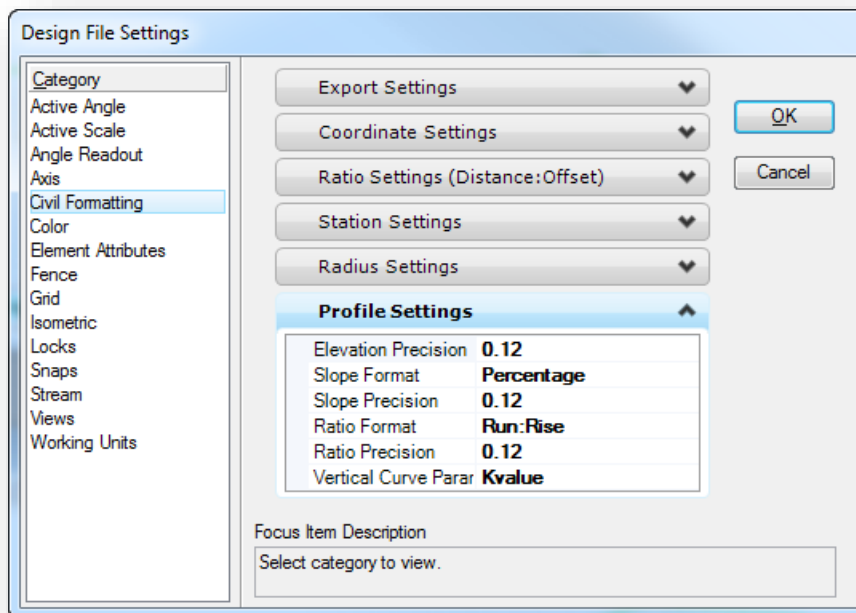 Design File Settings
Category
Active Angle
Active Scale
Angle Readout
Axis
Civil Formatting
Color
Element Attributes
Fence
Grid
Isometric
Locks
Snaps
Stream
Views
Working Units
Export Settings
Coordinate Settings
Ratio Settings (Distance:Offset)
Station Settings
Radius Settings
Profile Settings
Elevation Precision 0.12
Slope Format Percentage
Slope Precision 0.12
Ratio Format Run:Rise
Ratio Precision 0.12
Vertical Curve Parar Kvalue
Focus Item Description
Select category to view.
OK
Cancel